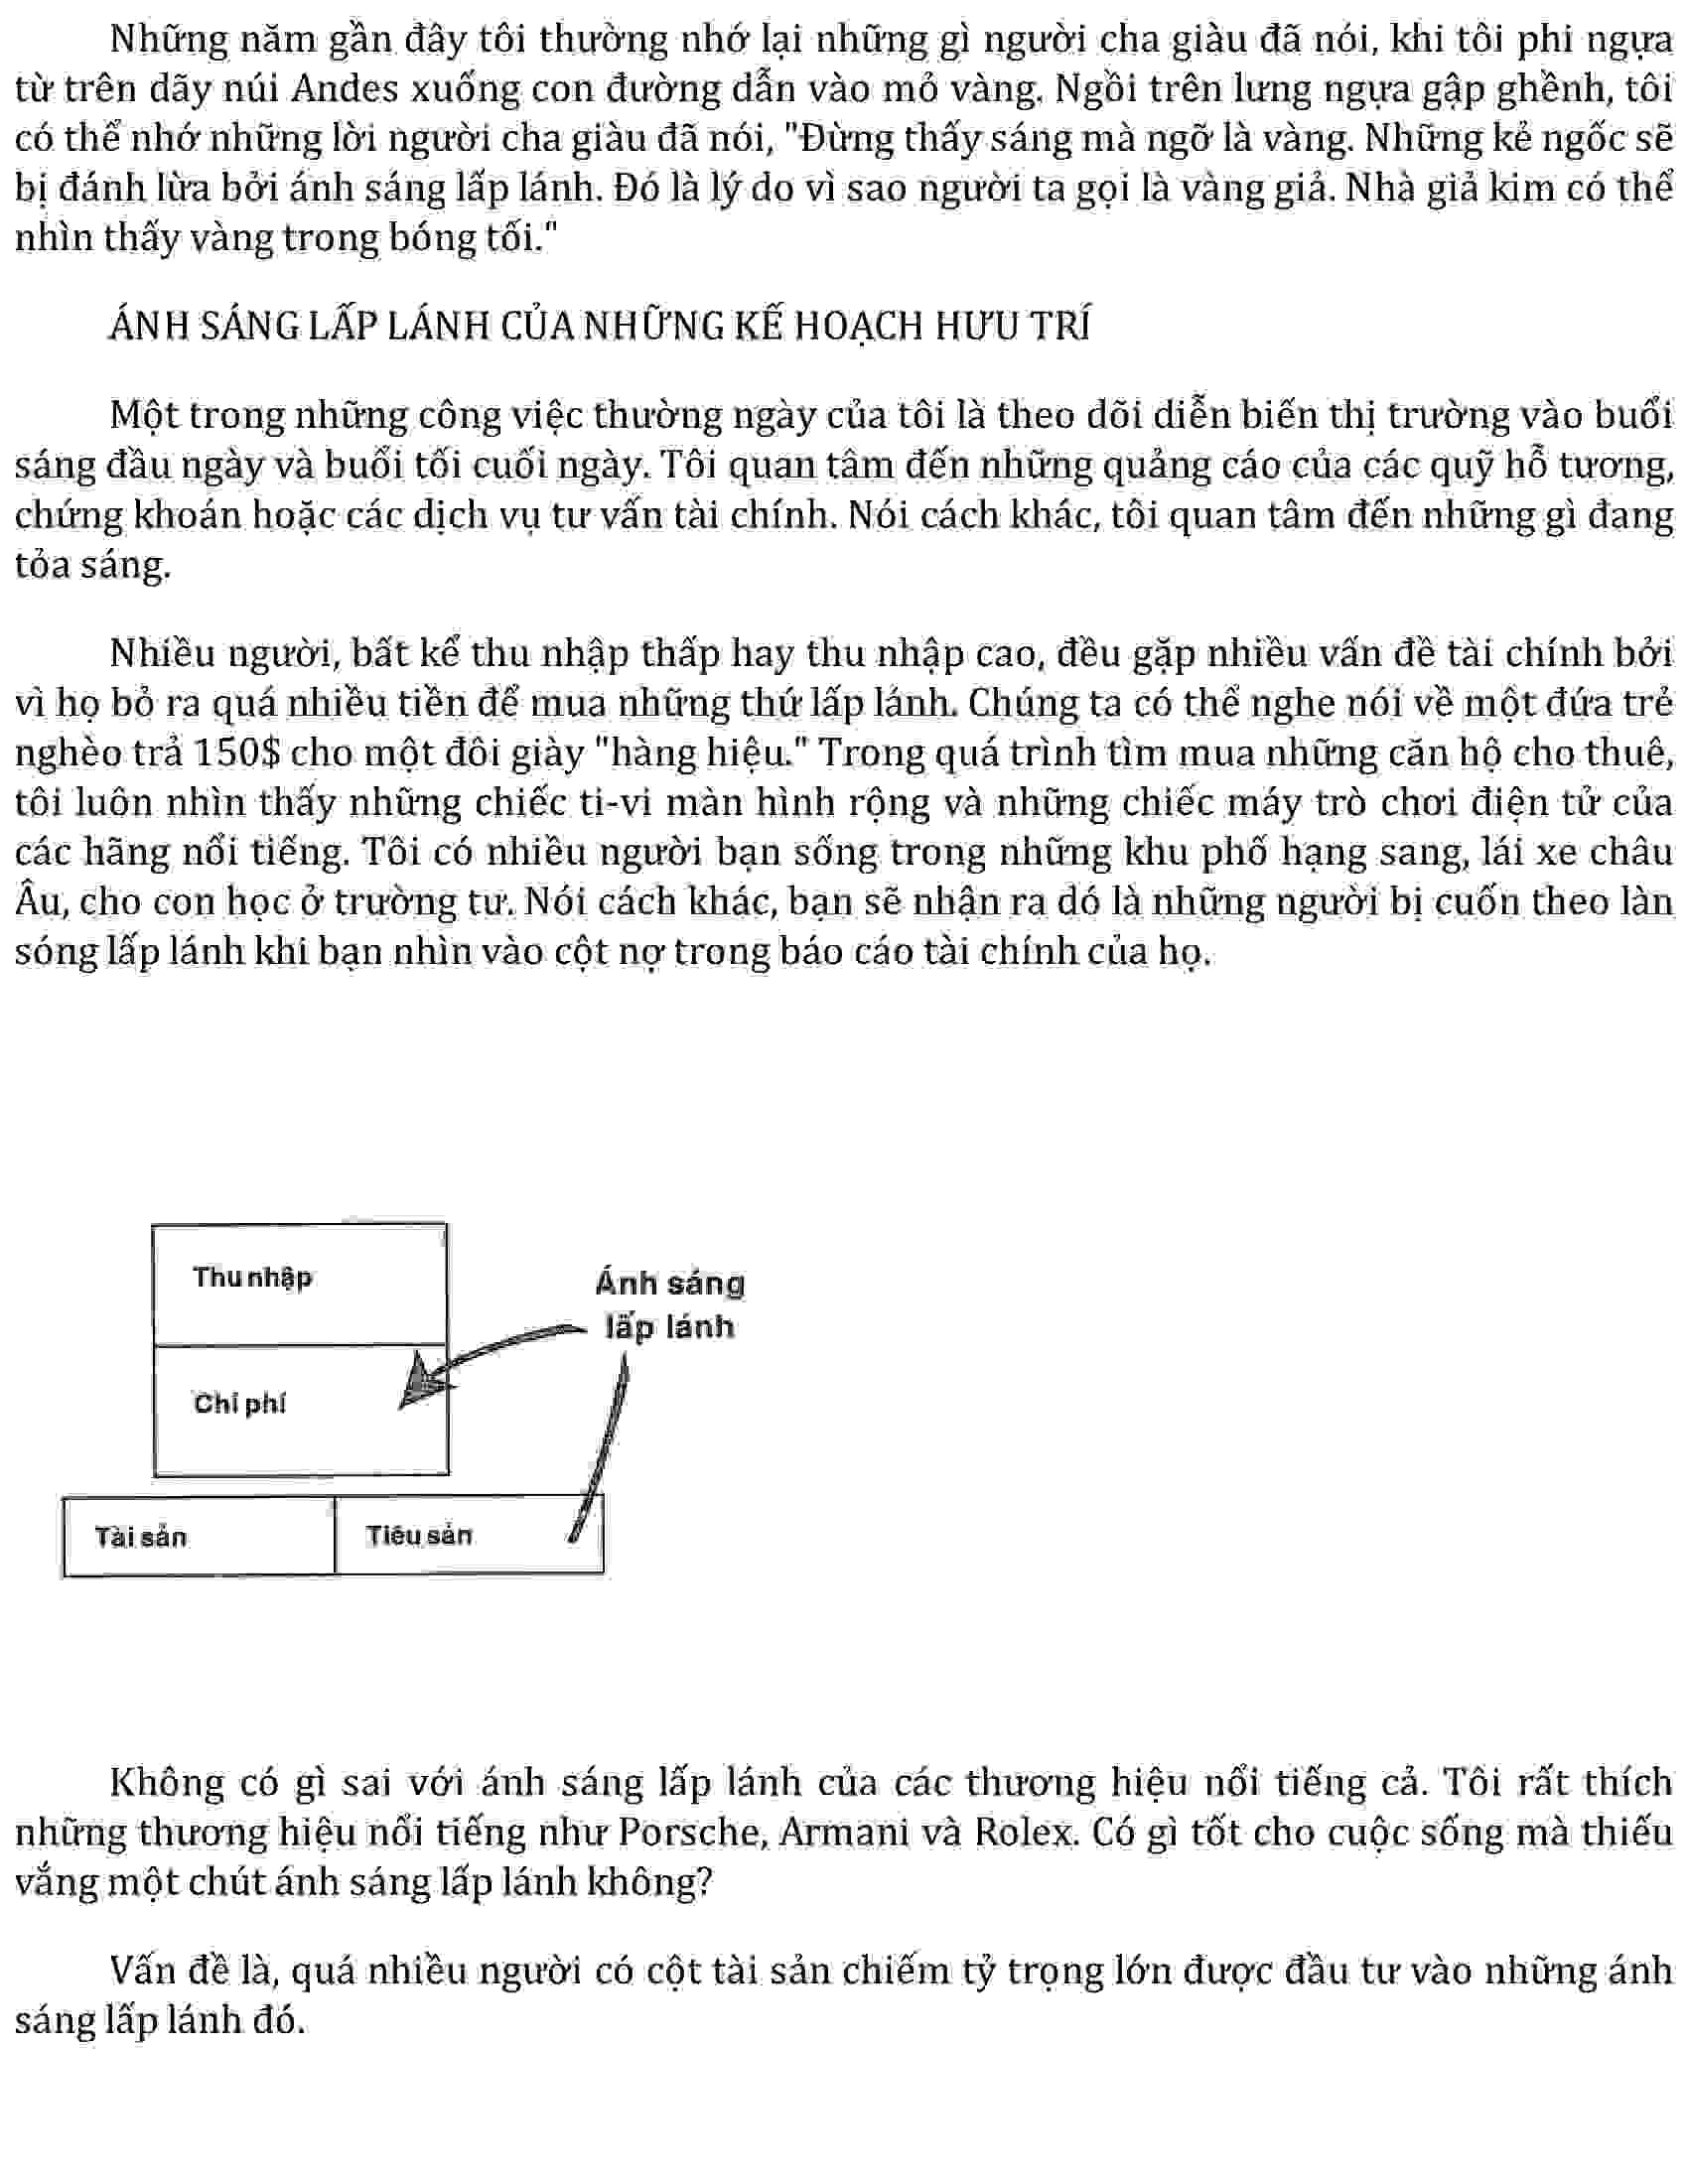 Những năm gần đây tôi thường nhớ lại những gì người cha giàu đã nói, khi tôi phi ngựa
từ trên dãy núi Andes xuống con đường dẫn vào mỏ vàng. Ngồi trên lưng ngựa gập ghềnh, tôi
có thể nhớ những lời người cha giàu đã nói, "Đừng thấy sáng mà ngỡ là vàng. Những kẻ ngốc sẽ
bị đánh lừa bởi ánh sáng lấp lánh. Đó là lý do vì sao người ta gọi là vàng giả. Nhà giả kim có thể
nhìn thấy vàng trong bóng tối."
ÁNH SÁNG LẤP LÁNH CỦA NHỮNG KẾ HOẠCH HƯU TRÍ
Một trong những công việc thường ngày của tôi là theo dõi diễn biến thị trường vào buổi
sáng đầu ngày và buổi tối cuối ngày. Tôi quan tâm đến những quảng cáo của các quỹ hỗ tương,
chứng khoán hoặc các dịch vụ tư vấn tài chính. Nói cách khác, tôi quan tâm đến những gì đang
tỏa sáng.
Nhiều người, bất kể thu nhập thấp hay thu nhập cao, đều gặp nhiều vấn đề tài chính bởi
vì họ bỏ ra quá nhiều tiền để mua những thứ lấp lánh. Chúng ta có thể nghe nói về một đứa trẻ
nghèo trả 150$ cho một đôi giày "hàng hiệu." Trong quá trình tìm mua những căn hộ cho thuê,
tôi luôn nhìn thấy những chiếc ti-vi màn hình rộng và những chiếc máy trò chơi điện tử của
các hãng nổi tiếng. Tôi có nhiều người bạn sống trong những khu phố hạng sang, lái xe châu
Âu, cho con học ở trường tư. Nói cách khác, bạn sẽ nhận ra dó là những người bị cuốn theo làn
sóng lấp lánh khi bạn nhìn vào cột nợ trong báo cáo tài chính của họ.
Thu nhập
Ánh sáng
lấp lánh
Chi phí
Tài sản
Tiêu sản
Không có gì sai với ánh sáng lấp lánh của các thương hiệu nổi tiếng cả. Tôi rất thích
những thương hiệu nổi tiếng như Porsche, Armani và Rolex. Có gì tốt cho cuộc sống mà thiếu
vắng một chút ánh sáng lấp lánh không?
Vấn đề là, quá nhiều người có cột tài sản chiếm tỷ trọng lớn được đầu tư vào những ánh
sáng lấp lánh đó.